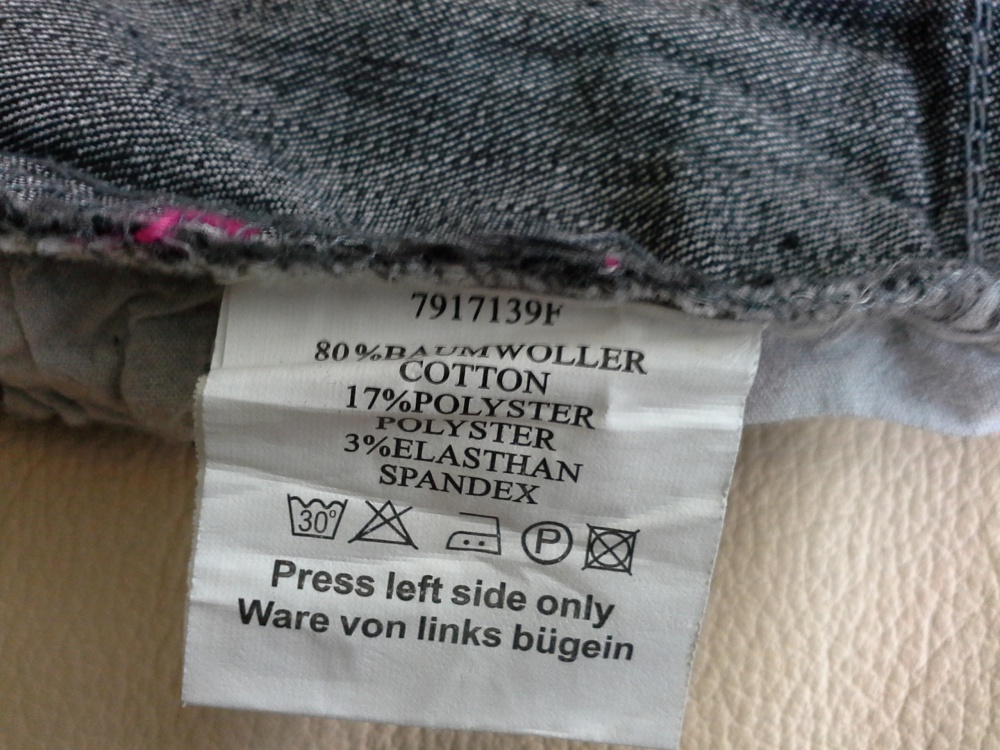 7917139F
80%BAUMWOLLER
COTTON
17%POLYSTER
POLYSTER
3%ELASTHAN
SPANDEX
30°
P
Press left side only
Ware von links bügein